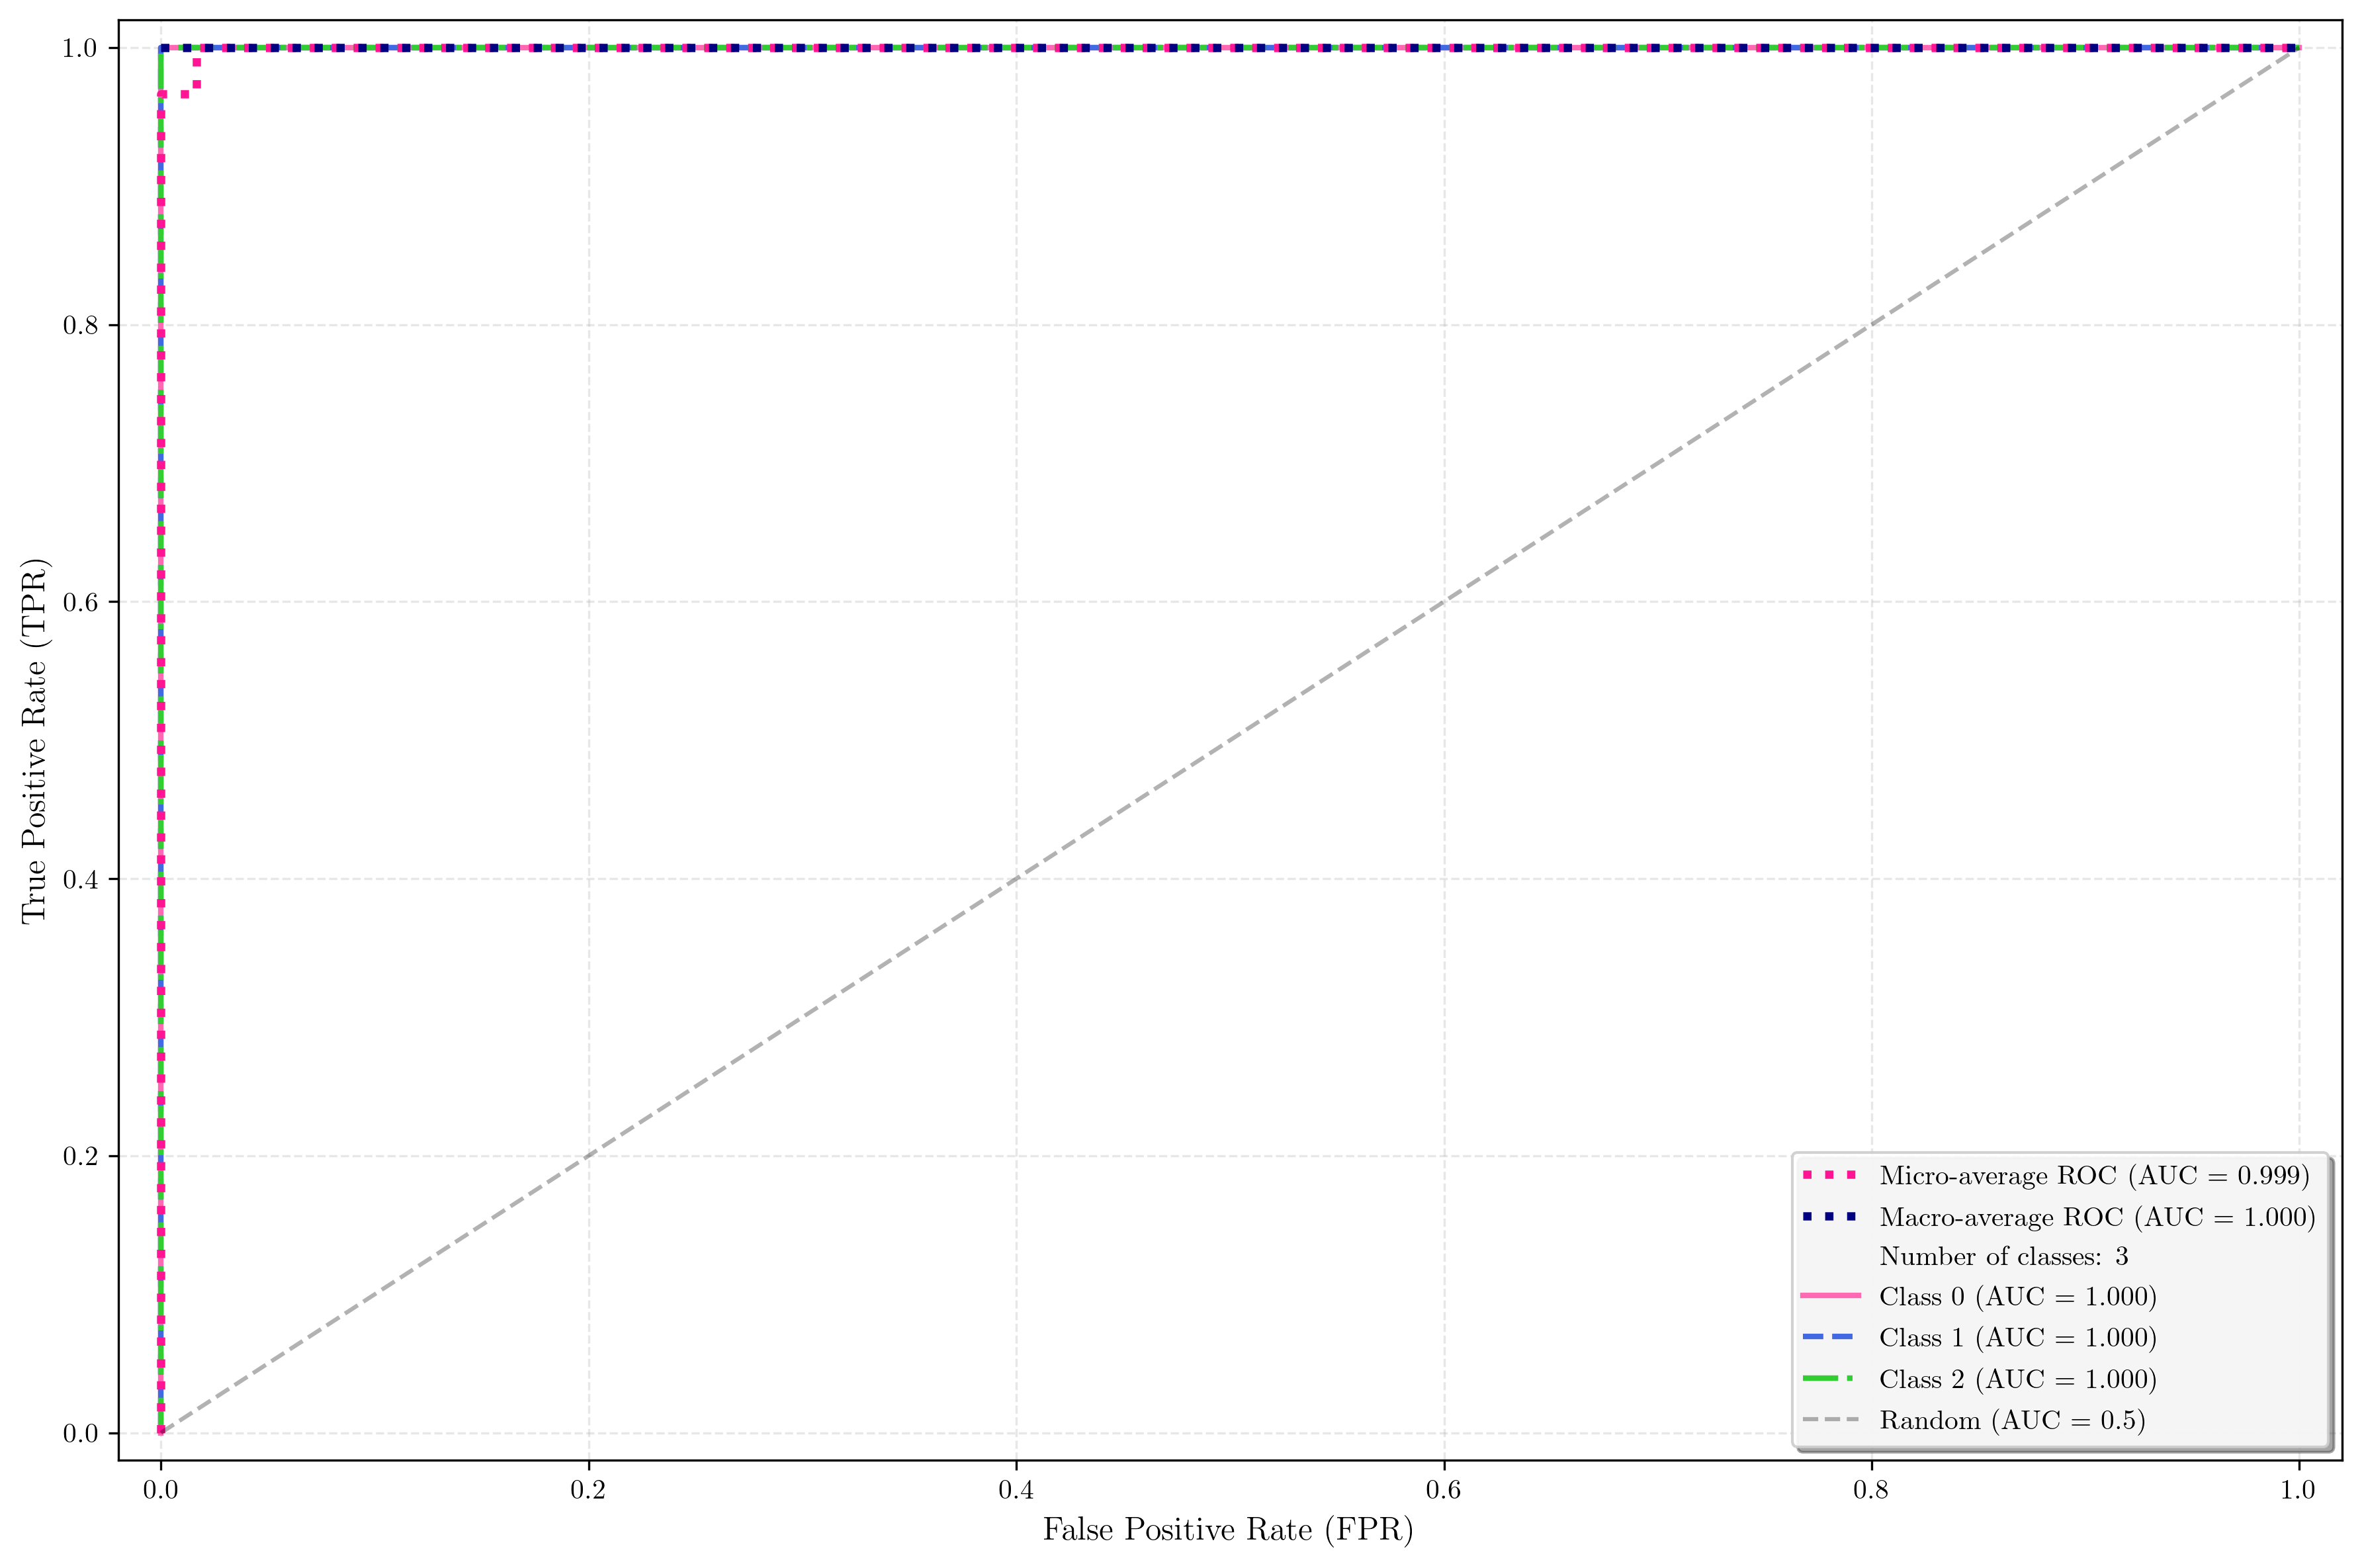 1.0
0.8
0.6
0.4
0.2
0.0
True Positive Rate (TPR)
0.0 0.2 0.4 0.6 0.8 1.0
False Positive Rate (FPR)
Micro-average ROC (AUC = 0.999)
Macro-average ROC (AUC = 1.000)
Number of classes: 3
Class 0 (AUC = 1.000)
Class 1 (AUC = 1.000)
Class 2 (AUC = 1.000)
Random (AUC = 0.5)